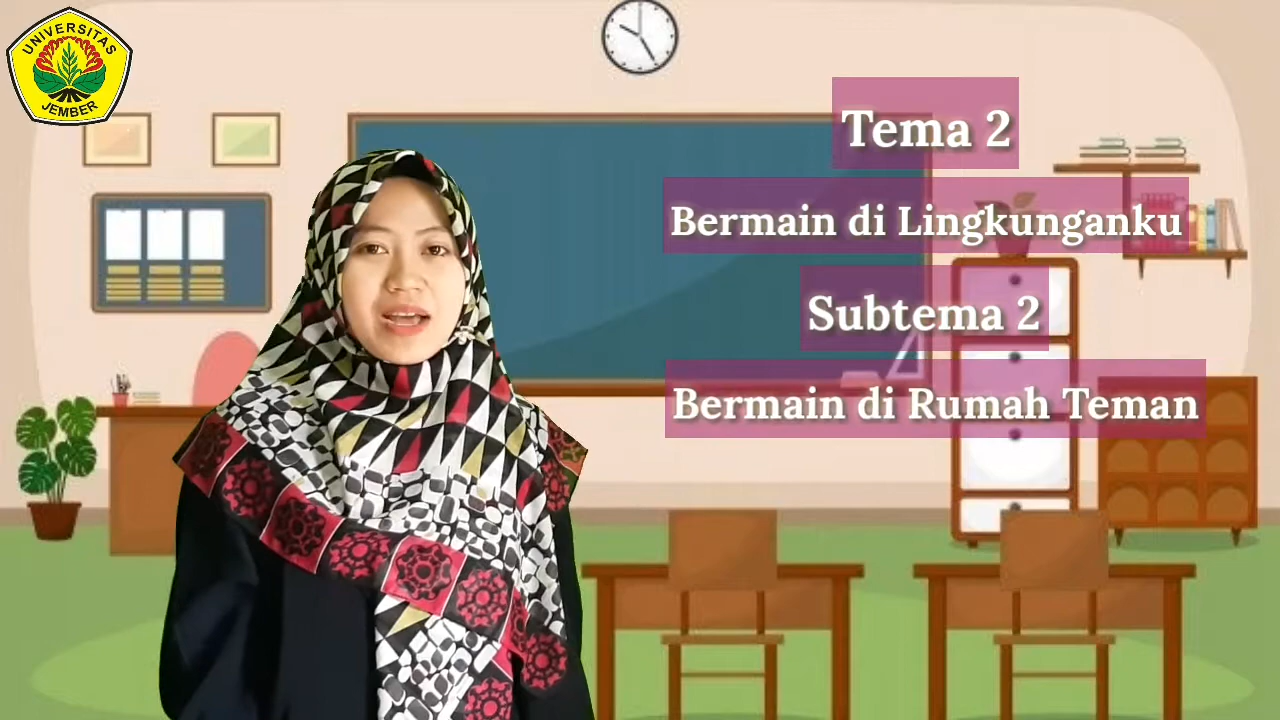 UNIVERSITAS
JEMBER
Tema 2
Bermain di Lingkunganku
Subtema 2
Bermain di Rumah Teman